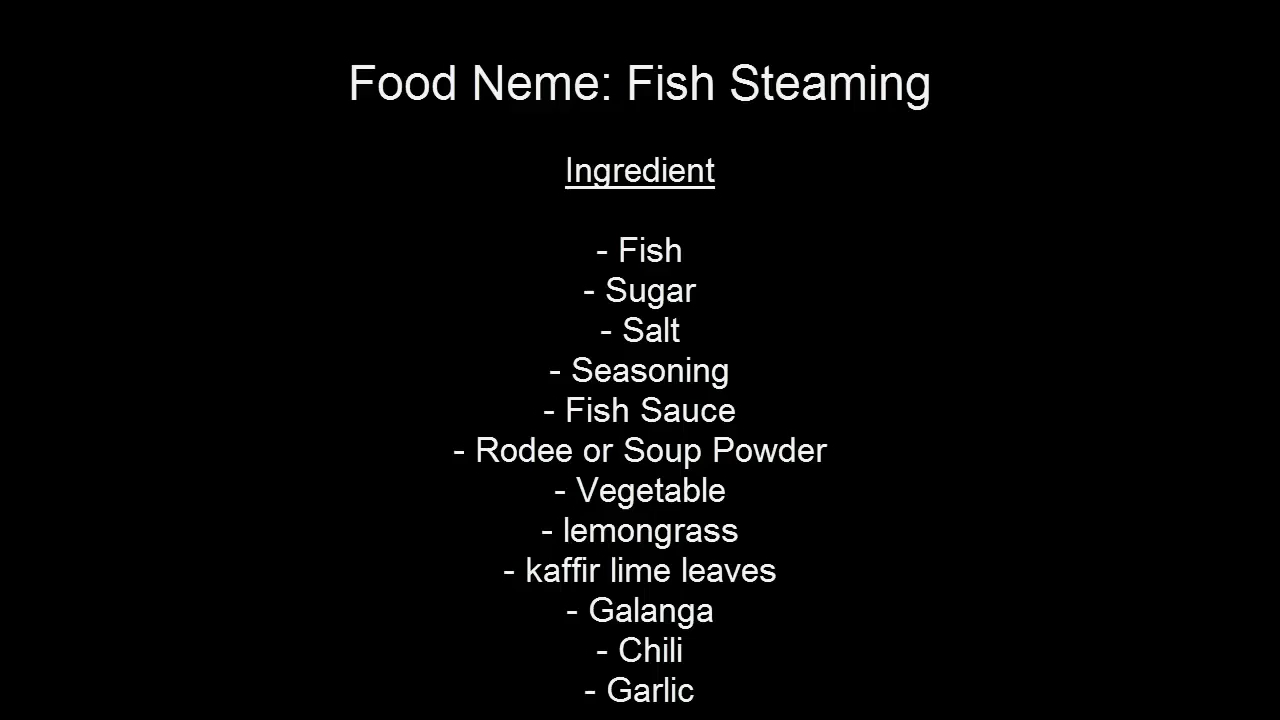 Food Neme: Fish Steaming
Ingredient
- Fish
- Sugar
- Salt
- Seasoning
- Fish Sauce
- Rodee or Soup Powder
- Vegetable
- lemongrass
- kaffir lime leaves
- Galanga
- Chili
- Garlic